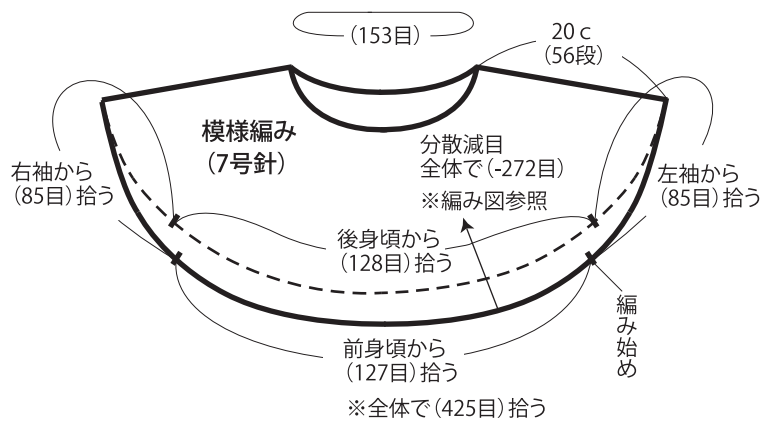 （153目）
20ｃ
（56段）
模様編み
（7号針）
分散減目
全体で（-272目）
※編み図参照
右袖から
（85目）拾う
左袖から
（85目）拾う
後身頃から
（128目）拾う
編み始め
前身頃から
（127目）拾う
※全体で（425目）拾う